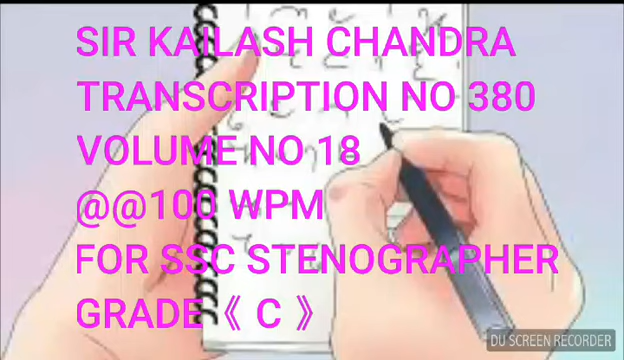 SIR KAILASH CHANDRA
TRANSCRIPTION NO 380
VOLUME NO 18
@@100 WPM
FOR SSC STENOGRAPHER
GRADE《 C 》
DU SCREEN RECORDER